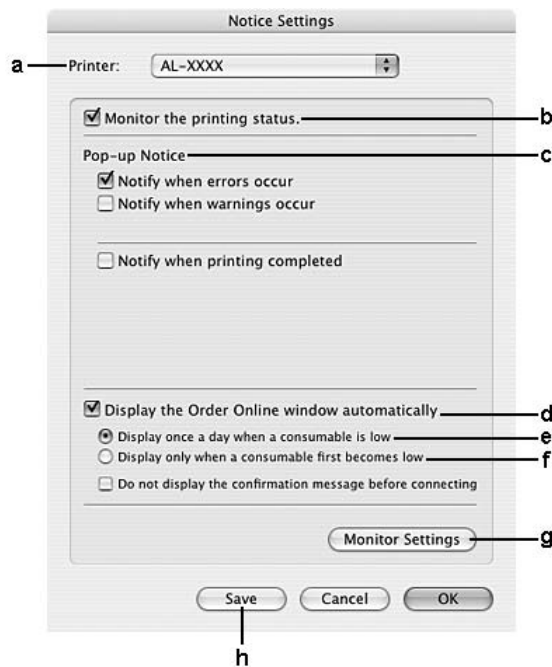 Notice Settings
a Printer: AL-XXXX
Monitor the printing status. b
Pop-up Notice c
Notify when errors occur
Notify when warnings occur
Notify when printing completed
Display the Order Online window automatically d
Display once a day when a consumable is low e
Display only when a consumable first becomes low f
Do not display the confirmation message before connecting
Monitor Settings g
Save Cancel OK
h